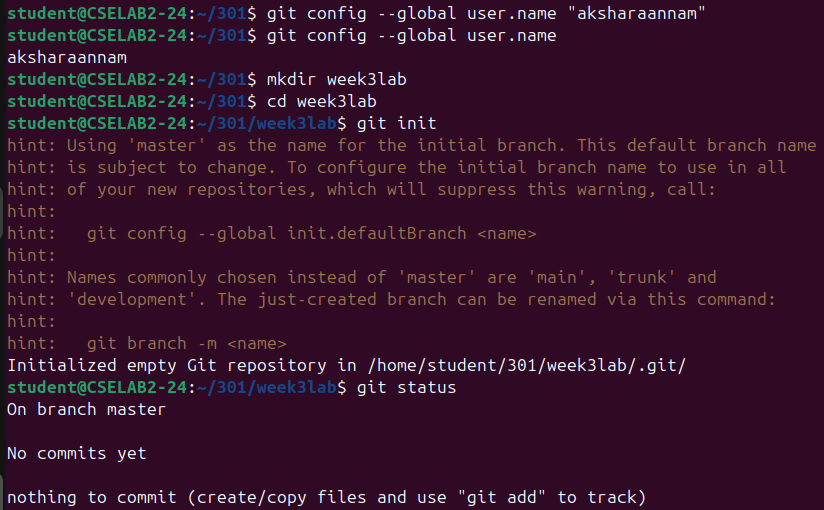 student@CSELAB2-24:~/301$ git config --global user.name "aksharaannam"
student@CSELAB2-24:~/301$ git config --global user.name
aksharaannam
student@CSELAB2-24:~/301$ mkdir week3lab
student@CSELAB2-24:~/301$ cd week3lab
student@CSELAB2-24:~/301/week3lab$ git init
hint: Using 'master' as the name for the initial branch. This default branch name
hint: is subject to change. To configure the initial branch name to use in all
hint: of your new repositories, which will suppress this warning, call:
hint:
hint:   git config --global init.defaultBranch <name>
hint:
hint: Names commonly chosen instead of 'master' are 'main', 'trunk' and
hint: 'development'. The just-created branch can be renamed via this command:
hint:
hint:   git branch -m <name>
Initialized empty Git repository in /home/student/301/week3lab/.git/
student@CSELAB2-24:~/301/week3lab$ git status
On branch master

No commits yet

nothing to commit (create/copy files and use "git add" to track)